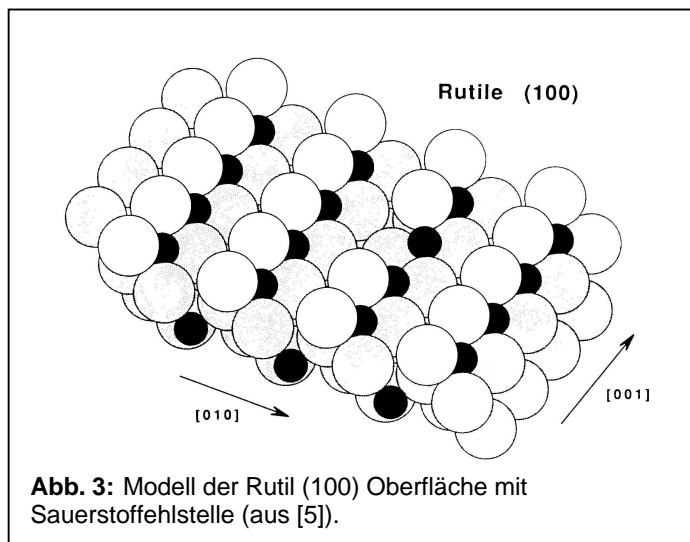 Rutile (100)
[010]
[001]
Abb. 3: Modell der Rutil (100) Oberfläche mit
Sauerstoffehlstelle (aus [5]).